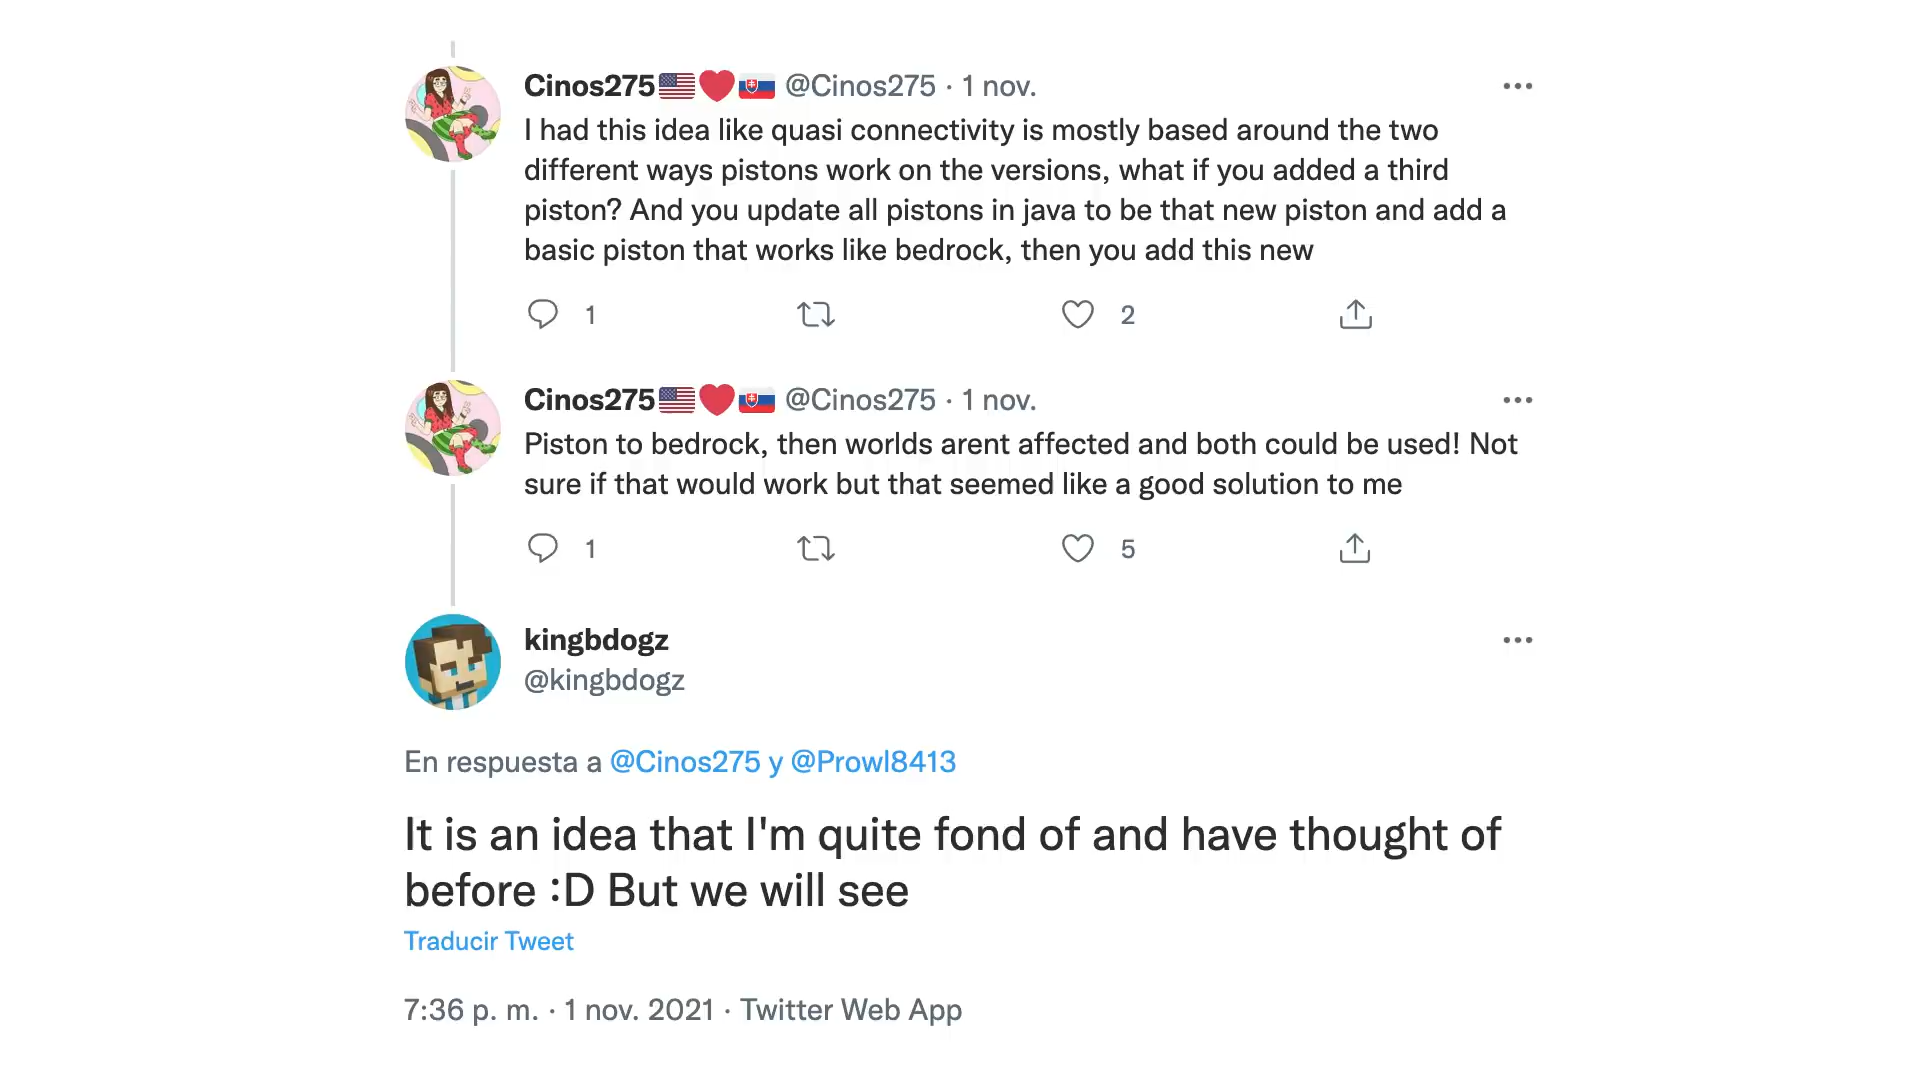 Cinos275🇺🇸❤️🇸🇰 @Cinos275 · 1 nov.
I had this idea like quasi connectivity is mostly based around the two
different ways pistons work on the versions, what if you added a third
piston? And you update all pistons in java to be that new piston and add a
basic piston that works like bedrock, then you add this new
1 2
Cinos275🇺🇸❤️🇸🇰 @Cinos275 · 1 nov.
Piston to bedrock, then worlds arent affected and both could be used! Not
sure if that would work but that seemed like a good solution to me
1 5
kingbdogz
@kingbdogz
En respuesta a @Cinos275 y @Prowl8413
It is an idea that I'm quite fond of and have thought of
before :D But we will see
Traducir Tweet
7:36 p. m. · 1 nov. 2021 · Twitter Web App